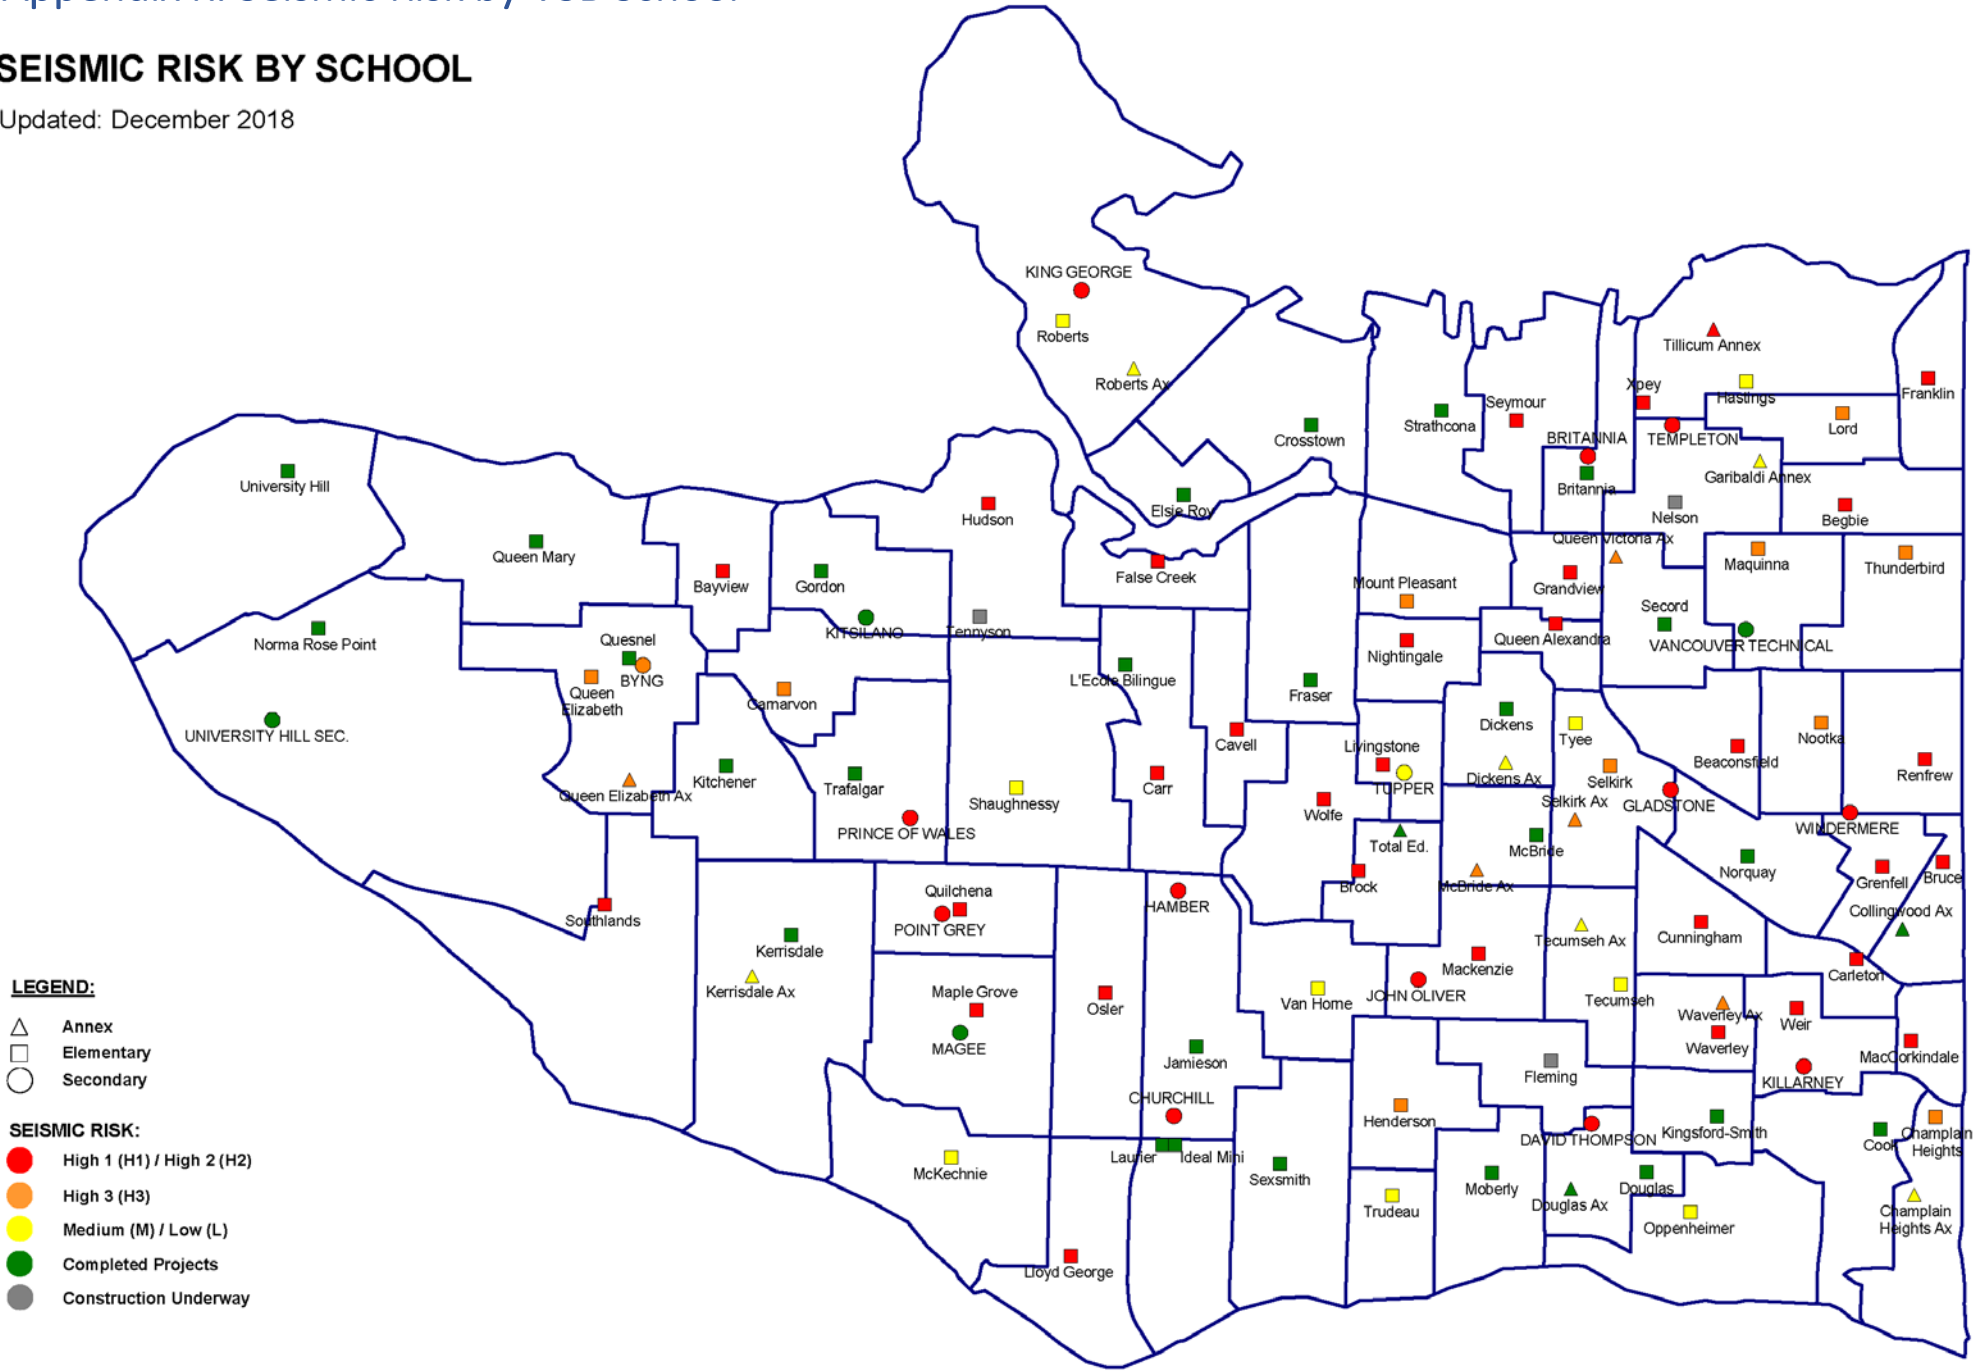 SEISMIC RISK BY SCHOOL
Updated: December 2018
KING GEORGE
Roberts
Roberts Ax
Tillicum Annex
Xpey
Hastings
Franklin
Seymour
Lord
Crosstown
Strathcona
BRITANNIA
TEMPLETON
Garibaldi Annex
University Hill
Britannia
Elsie Roy
Nelson
Begbie
Hudson
Queen Victoria Ax
Queen Mary
False Creek
Maquinna
Thunderbird
Bayview
Gordon
Mount Pleasant
Grandview
Secord
KITSILANO
Tennyson
Queen Alexandra
VANCOUVER TECHNICAL
Norma Rose Point
Quesnel
BYNG
Nightingale
L'Ecole Bilingue
Queen
Elizabeth
Carnarvon
Fraser
UNIVERSITY HILL SEC.
Dickens
Tyee
Nootka
Cavell
Livingstone
Beaconsfield
Renfrew
Kitchener
Trafalgar
Carr
Dickens Ax
Selkirk
TUPPER
Queen Elizabeth Ax
Shaughnessy
Selkirk Ax
GLADSTONE
Wolfe
PRINCE OF WALES
WINDERMERE
Total Ed.
McBride
Norquay
Brock
McBride Ax
Grenfell
Bruce
Quilchena
HAMBER
Collingwood Ax
Southlands
POINT GREY
Kerrisdale
Tecumseh Ax
Cunningham
Mackenzie
Carleton
Kerrisdale Ax
Maple Grove
Osler
Van Horne
JOHN OLIVER
Tecumseh
Waverley Ax
Weir
MAGEE
Waverley
MacCorkindale
Jamieson
Fleming
KILLARNEY
CHURCHILL
Henderson
DAVID THOMPSON
Kingsford-Smith
Cook
Champlain
Heights
Laurier
Ideal Mini
McKechnie
Sexsmith
Moberly
Douglas
Douglas Ax
Trudeau
Oppenheimer
Champlain
Heights Ax
Lloyd George
LEGEND:
Annex
Elementary
Secondary
SEISMIC RISK:
High 1 (H1) / High 2 (H2)
High 3 (H3)
Medium (M) / Low (L)
Completed Projects
Construction Underway